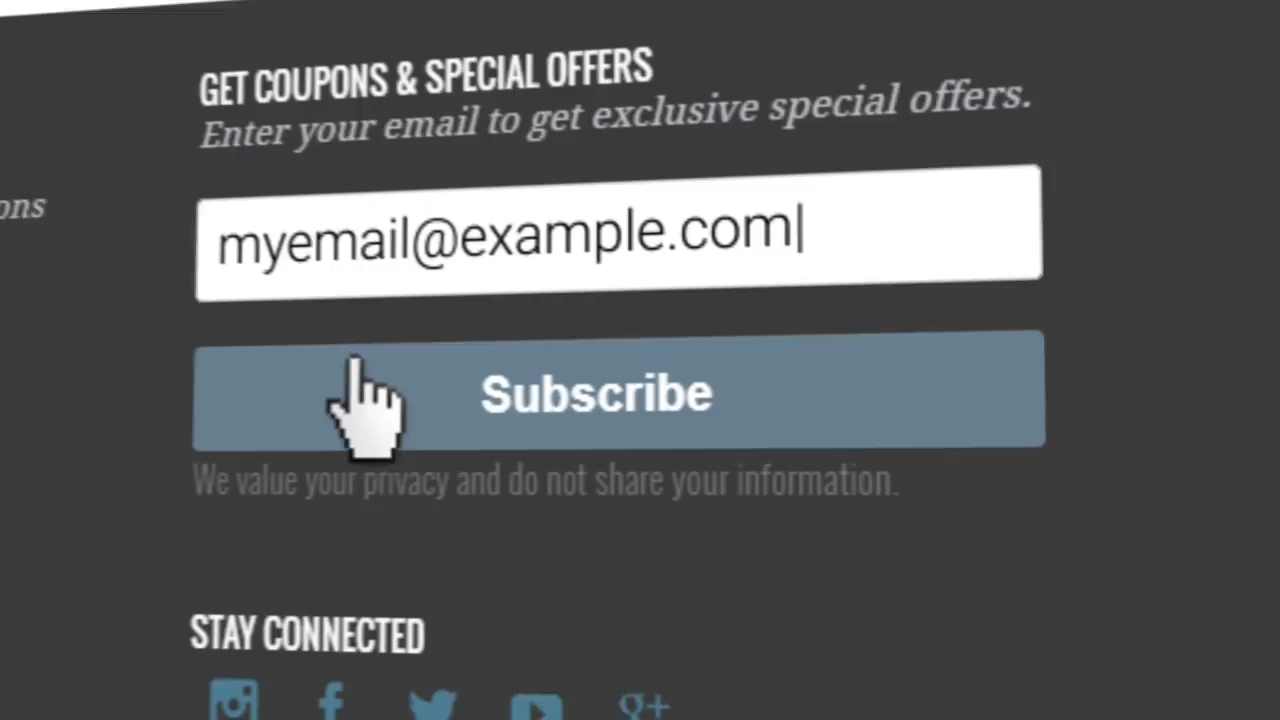 GET COUPONS & SPECIAL OFFERS
Enter your email to get exclusive special offers.
ons
myemail@example.com
Subscribe
We value your privacy and do not share your information.
STAY CONNECTED
g+